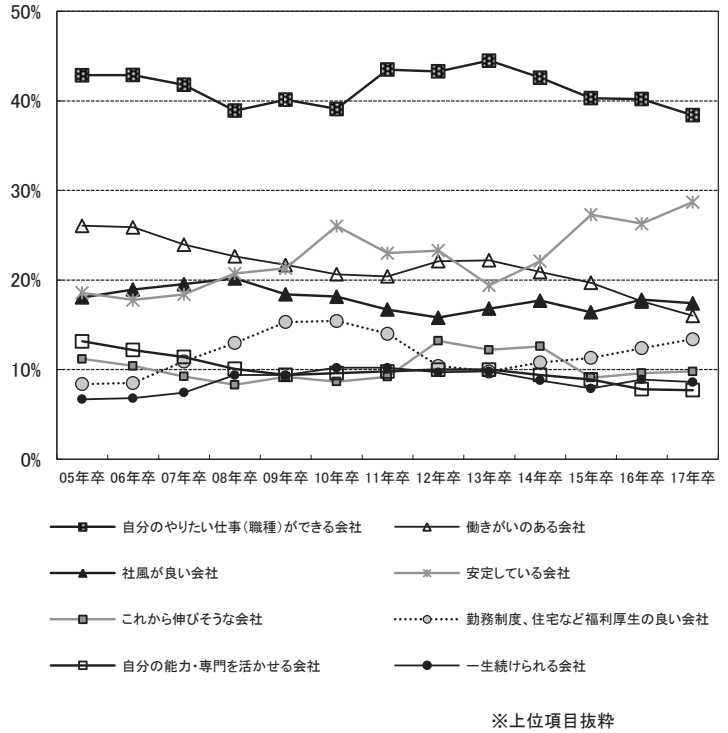 50%
40%
30%
20%
10%
0%
05年卒 06年卒 07年卒 08年卒 09年卒 10年卒 11年卒 12年卒 13年卒 14年卒 15年卒 16年卒 17年卒
自分のやりたい仕事(職種)ができる会社
働きがいのある会社
社風が良い会社
安定している会社
これから伸びそうな会社
勤務制度、住宅など福利厚生の良い会社
自分の能力・専門を活かせる会社
一生続けられる会社
※上位項目抜粋